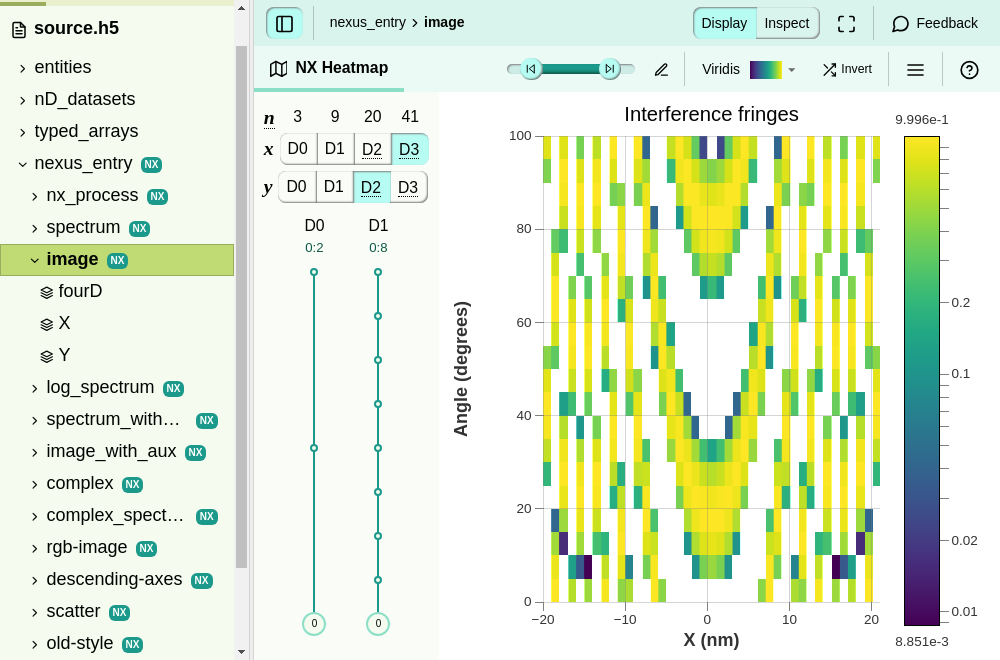 source.h5
entities
nD_datasets
typed_arrays
nexus_entry NX
nx_process NX
spectrum NX
image NX
fourD
X
Y
log_spectrum NX
spectrum_with… NX
image_with_aux NX
complex NX
complex_spect… NX
rgb-image NX
descending-axes NX
scatter NX
old-style NX
nexus_entry › image
Display Inspect
Feedback
NX Heatmap
Viridis
Invert
n 3 9 20 41
x D0 D1 D2 D3
y D0 D1 D2 D3
D0 D1
0:2 0:8
0 0
Interference fringes
Angle (degrees)
100
80
60
40
20
0
−20 −10 0 10 20
X (nm)
9.996e-1
0.2
0.1
0.02
0.01
8.851e-3